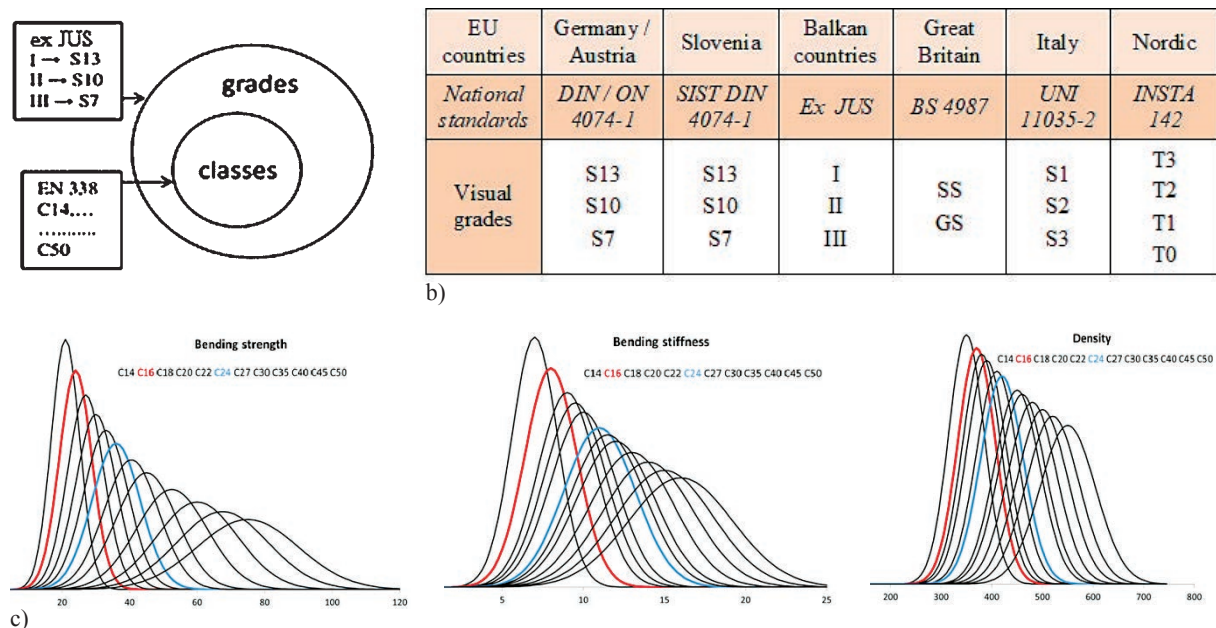 ex JUS
I → S13
II → S10
III → S7
grades
classes
EN 338
C14....
...........
C50
EU countries	Germany / Austria	Slovenia	Balkan countries	Great Britain	Italy	Nordic
National standards	DIN / ON 4074-1	SIST DIN 4074-1	Ex JUS	BS 4987	UNI 11035-2	INSTA 142
Visual grades	S13 S10 S7	S13 S10 S7	I II III	SS GS	S1 S2 S3	T3 T2 T1 T0
b)
Bending strength
C14 C16 C18 C20 C22 C24 C27 C30 C35 C40 C45 C50
20 40 60 80 100 120
Bending stiffness
C14 C16 C18 C20 C22 C24 C27 C30 C35 C40 C45 C50
5 10 15 20 25
Density
C14 C16 C18 C20 C22 C24 C27 C30 C35 C40 C45 C50
200 300 400 500 600 700 800
c)